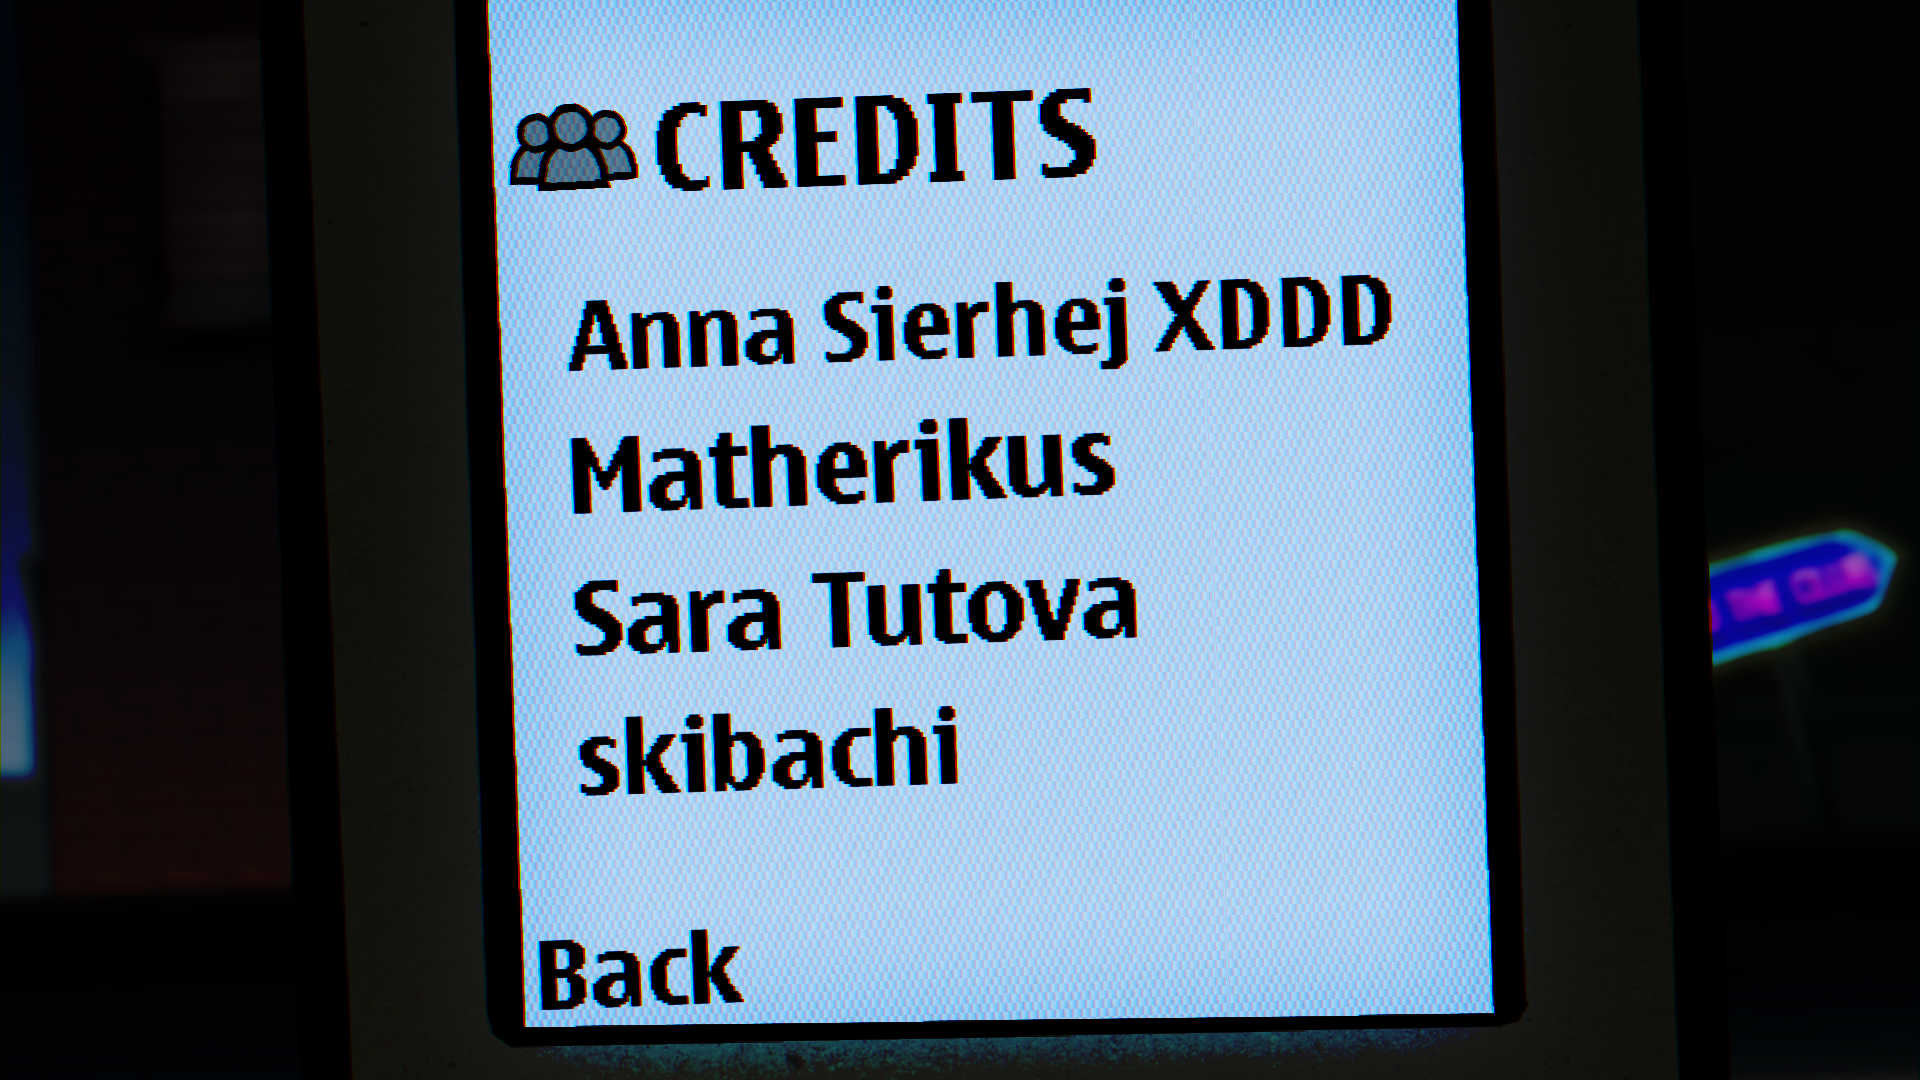 CREDITS
Anna Sierhej XDDD
Matherikus
Sara Tutova
skibachi
Back